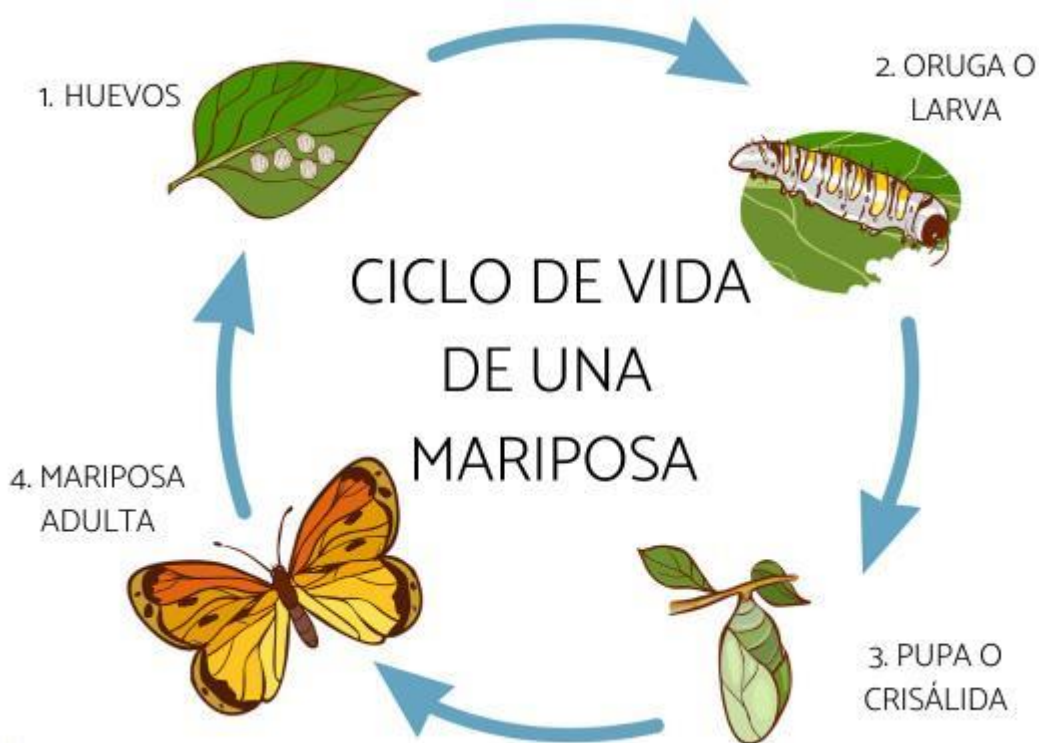 1. HUEVOS
2. ORUGA O
LARVA
CICLO DE VIDA
DE UNA
MARIPOSA
4. MARIPOSA
ADULTA
3. PUPA O
CRISÁLIDA